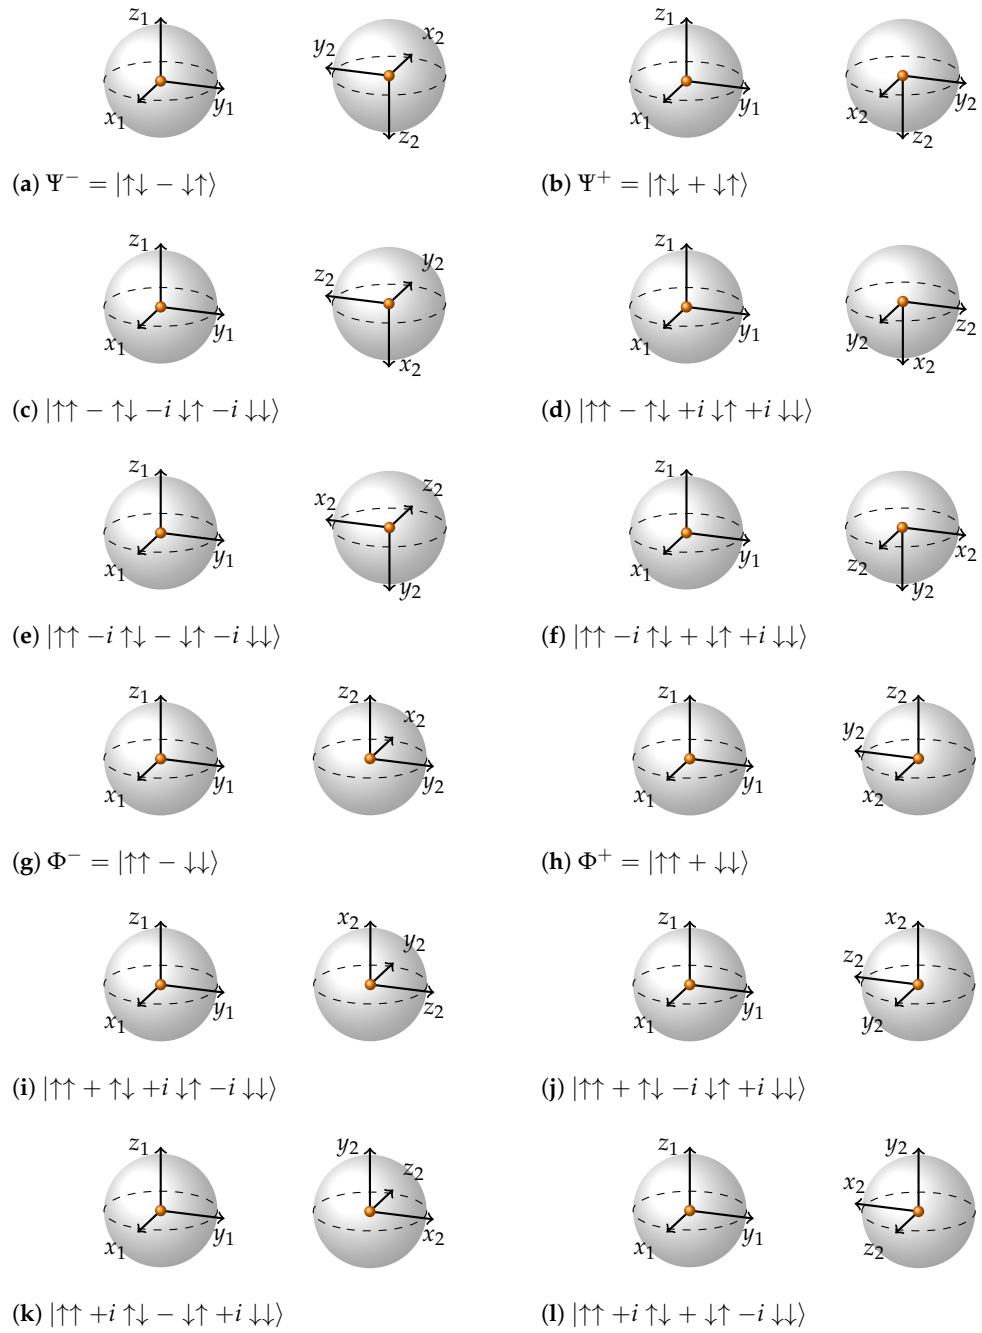 z₁ x₂
y₂
x₁ y₁ z₂
z₁
x₁ y₁ x₂ y₂
z₂
(a) Ψ⁻ = |↑↓ − ↓↑⟩
(b) Ψ⁺ = |↑↓ + ↓↑⟩
z₁ y₂
z₂
x₁ y₁ x₂
z₁
x₁ y₁ y₂ z₂
x₂
(c) |↑↑ − ↑↓ −i ↓↑ −i ↓↓⟩
(d) |↑↑ − ↑↓ +i ↓↑ +i ↓↓⟩
z₁ z₂
x₂
x₁ y₁ y₂
z₁
x₁ y₁ z₂ x₂
y₂
(e) |↑↑ −i ↑↓ − ↓↑ −i ↓↓⟩
(f) |↑↑ −i ↑↓ + ↓↑ +i ↓↓⟩
z₁ z₂
x₂
x₁ y₁ y₂
z₁ z₂
y₂
x₁ y₁ x₂
(g) Φ⁻ = |↑↑ − ↓↓⟩
(h) Φ⁺ = |↑↑ + ↓↓⟩
z₁ x₂
y₂
x₁ y₁ z₂
z₁ x₂
z₂
x₁ y₁ y₂
(i) |↑↑ + ↑↓ +i ↓↑ −i ↓↓⟩
(j) |↑↑ + ↑↓ −i ↓↑ +i ↓↓⟩
z₁ y₂
z₂
x₁ y₁ x₂
z₁ y₂
x₂
x₁ y₁ z₂
(k) |↑↑ +i ↑↓ − ↓↑ +i ↓↓⟩
(l) |↑↑ +i ↑↓ + ↓↑ −i ↓↓⟩